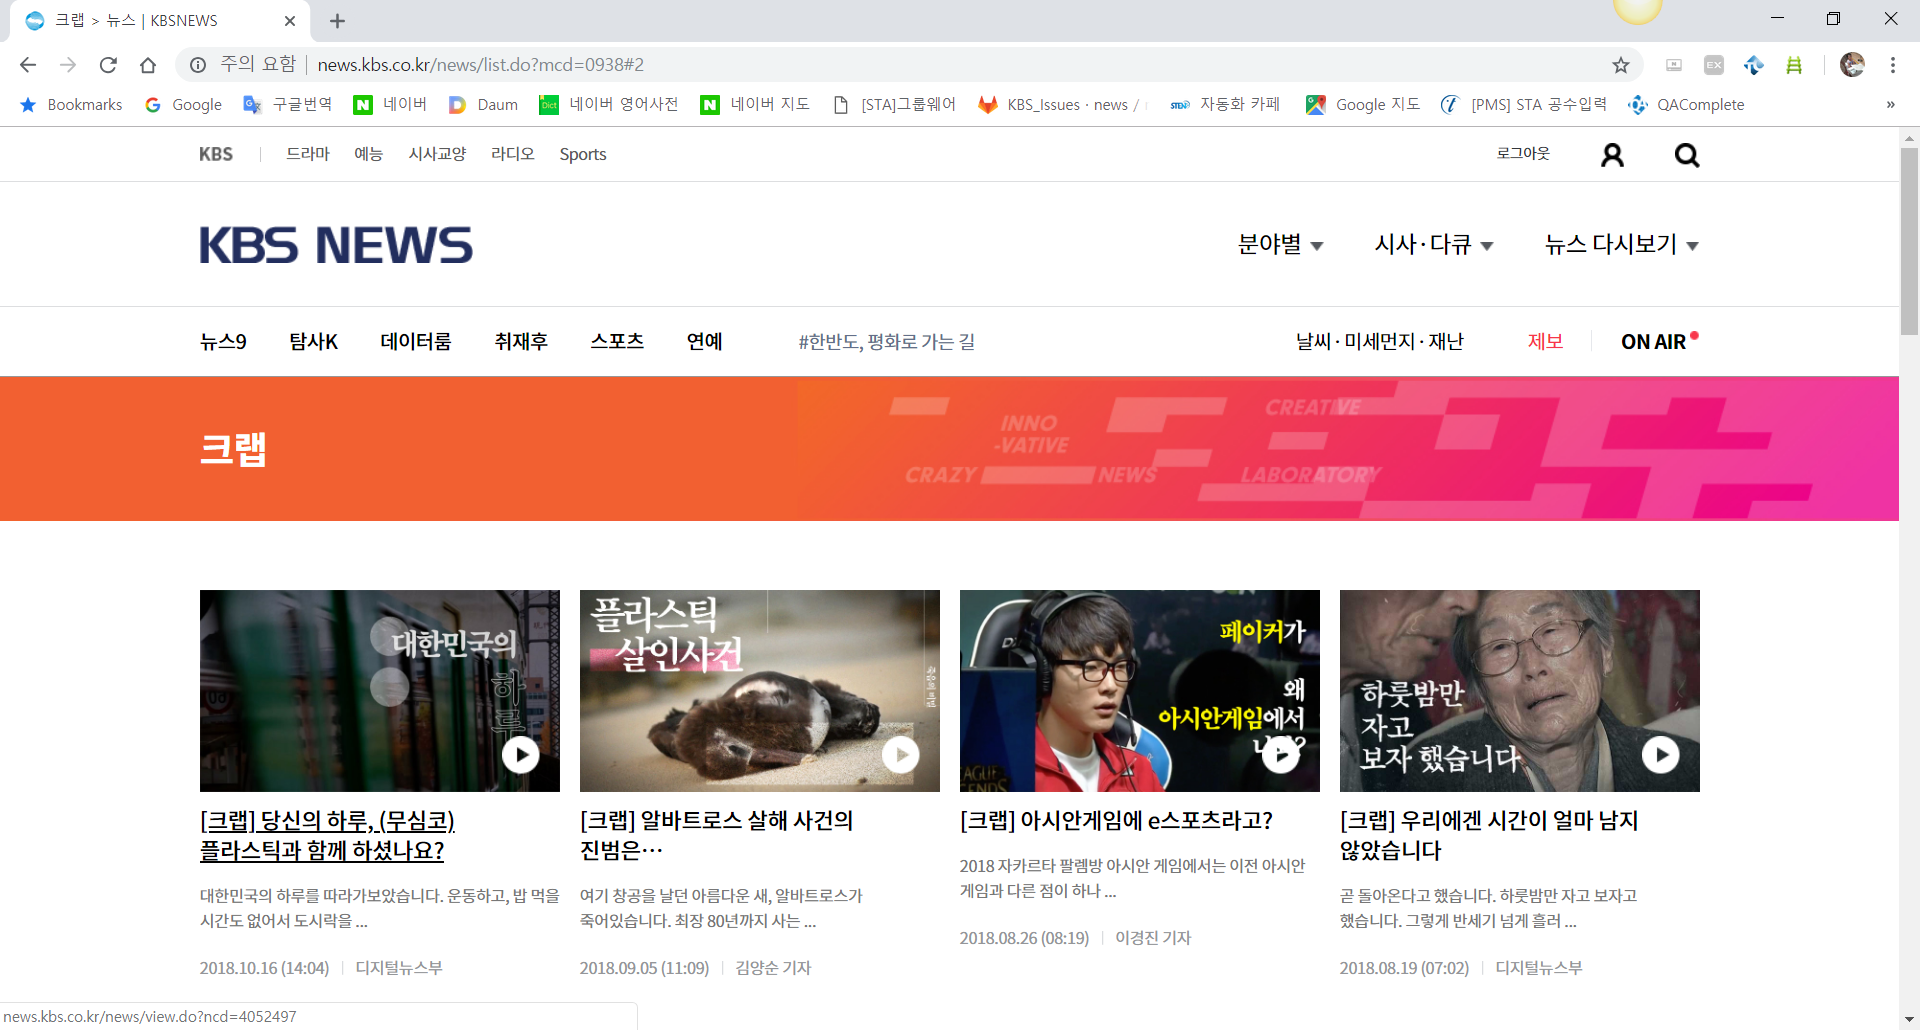 크랩 > 뉴스 | KBSNEWS
주의 요함 | news.kbs.co.kr/news/list.do?mcd=0938#2
Bookmarks Google 구글번역 네이버 Daum 네이버 영어사전 네이버 지도 [STA]그룹웨어 KBS_Issues · news / 자동화 카페 Google 지도 [PMS] STA 공수입력 QAComplete »
KBS 드라마 예능 시사교양 라디오 Sports 로그아웃
KBS NEWS 분야별 시사·다큐 뉴스 다시보기
뉴스9 탐사K 데이터룸 취재후 스포츠 연예 #한반도, 평화로 가는 길 날씨·미세먼지·재난 제보 ON AIR
크랩
CREATIVE
INNO
-VATIVE
CRAZY NEWS LABORATORY
대한민국의
하루
플라스틱
살인사건
페이커가
왜
아시안게임에서
하룻밤만
자고
보자 했습니다
[크랩] 당신의 하루, (무심코)
플라스틱과 함께 하셨나요?
대한민국의 하루를 따라가보았습니다. 운동하고, 밥 먹을
시간도 없어서 도시락을 ...
2018.10.16 (14:04) | 디지털뉴스부
[크랩] 알바트로스 살해 사건의
진범은…
여기 창공을 날던 아름다운 새, 알바트로스가
죽어있습니다. 최장 80년까지 사는 ...
2018.09.05 (11:09) | 김양순 기자
[크랩] 아시안게임에 e스포츠라고?
2018 자카르타 팔렘방 아시안 게임에서는 이전 아시안
게임과 다른 점이 하나 ...
2018.08.26 (08:19) | 이경진 기자
[크랩] 우리에겐 시간이 얼마 남지
않았습니다
곧 돌아온다고 했습니다. 하룻밤만 자고 보자고
했습니다. 그렇게 반세기 넘게 흘러 ...
2018.08.19 (07:02) | 디지털뉴스부
news.kbs.co.kr/news/view.do?ncd=4052497